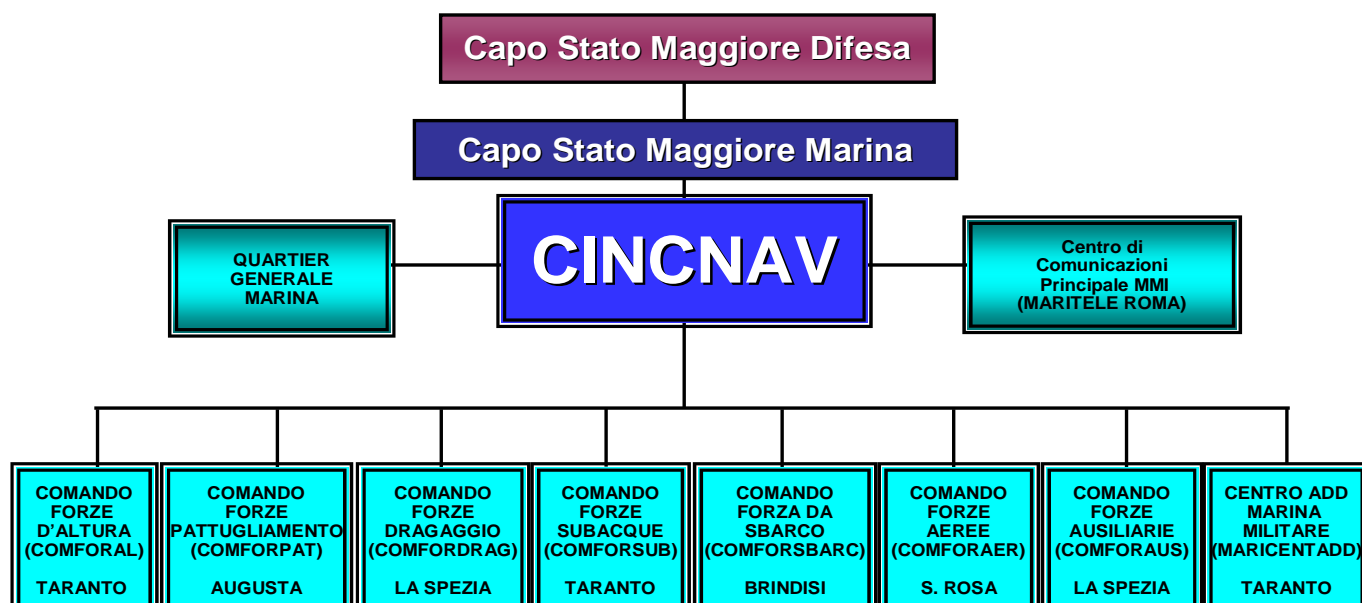 Capo Stato Maggiore Difesa
Capo Stato Maggiore Marina
QUARTIER
GENERALE
MARINA
CINCNAV
Centro di
Comunicazioni
Principale MMI
(MARITELE ROMA)
COMANDO
FORZE
D'ALTURA
(COMFORAL)
TARANTO
COMANDO
FORZE
PATTUGLIAMENTO
(COMFORPAT)
AUGUSTA
COMANDO
FORZE
DRAGAGGIO
(COMFORDRAG)
LA SPEZIA
COMANDO
FORZE
SUBACQUE
(COMFORSUB)
TARANTO
COMANDO
FORZA DA
SBARCO
(COMFORSBARC)
BRINDISI
COMANDO
FORZE
AEREE
(COMFORAER)
S. ROSA
COMANDO
FORZE
AUSILIARIE
(COMFORAUS)
LA SPEZIA
CENTRO ADD
MARINA
MILITARE
(MARICENTADD)
TARANTO